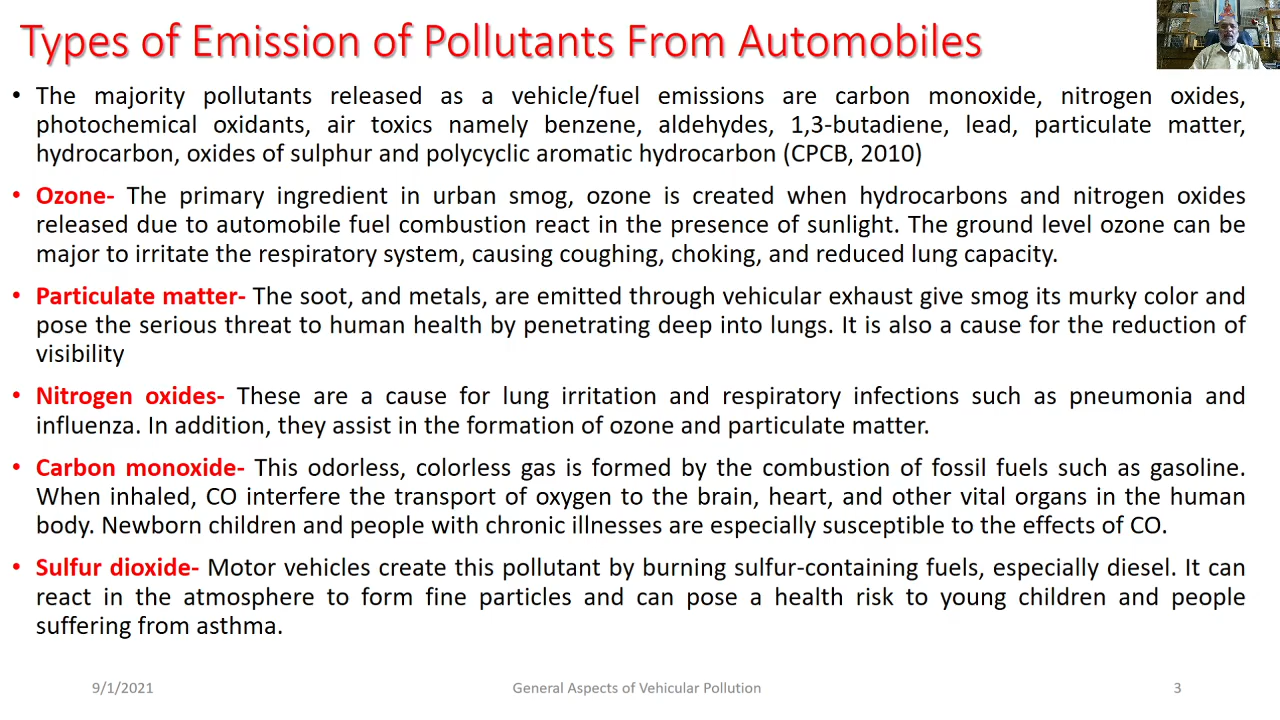 Types of Emission of Pollutants From Automobiles
• The majority pollutants released as a vehicle/fuel emissions are carbon monoxide, nitrogen oxides,
photochemical oxidants, air toxics namely benzene, aldehydes, 1,3-butadiene, lead, particulate matter,
hydrocarbon, oxides of sulphur and polycyclic aromatic hydrocarbon (CPCB, 2010)
• Ozone- The primary ingredient in urban smog, ozone is created when hydrocarbons and nitrogen oxides
released due to automobile fuel combustion react in the presence of sunlight. The ground level ozone can be
major to irritate the respiratory system, causing coughing, choking, and reduced lung capacity.
• Particulate matter- The soot, and metals, are emitted through vehicular exhaust give smog its murky color and
pose the serious threat to human health by penetrating deep into lungs. It is also a cause for the reduction of
visibility
• Nitrogen oxides- These are a cause for lung irritation and respiratory infections such as pneumonia and
influenza. In addition, they assist in the formation of ozone and particulate matter.
• Carbon monoxide- This odorless, colorless gas is formed by the combustion of fossil fuels such as gasoline.
When inhaled, CO interfere the transport of oxygen to the brain, heart, and other vital organs in the human
body. Newborn children and people with chronic illnesses are especially susceptible to the effects of CO.
• Sulfur dioxide- Motor vehicles create this pollutant by burning sulfur-containing fuels, especially diesel. It can
react in the atmosphere to form fine particles and can pose a health risk to young children and people
suffering from asthma.
9/1/2021
General Aspects of Vehicular Pollution
3